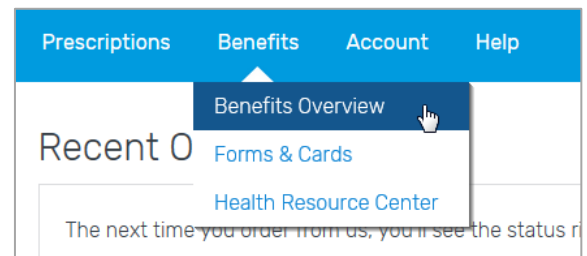 Prescriptions Benefits Account Help
Benefits Overview
Recent O
Forms & Cards
Health Resource Center
The next time you order from us, you'll see the status ri